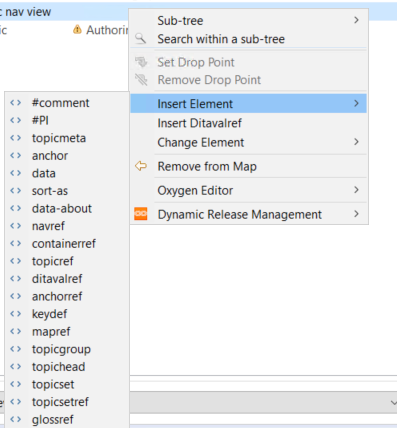 nav view
Authorin
Sub-tree
Search within a sub-tree
Set Drop Point
Remove Drop Point
Insert Element
Insert Ditavalref
Change Element
Remove from Map
Oxygen Editor
Dynamic Release Management
#comment
#PI
topicmeta
anchor
data
sort-as
data-about
navref
containerref
topicref
ditavalref
anchorref
keydef
mapref
topicgroup
topichead
topicset
topicsetref
glossref